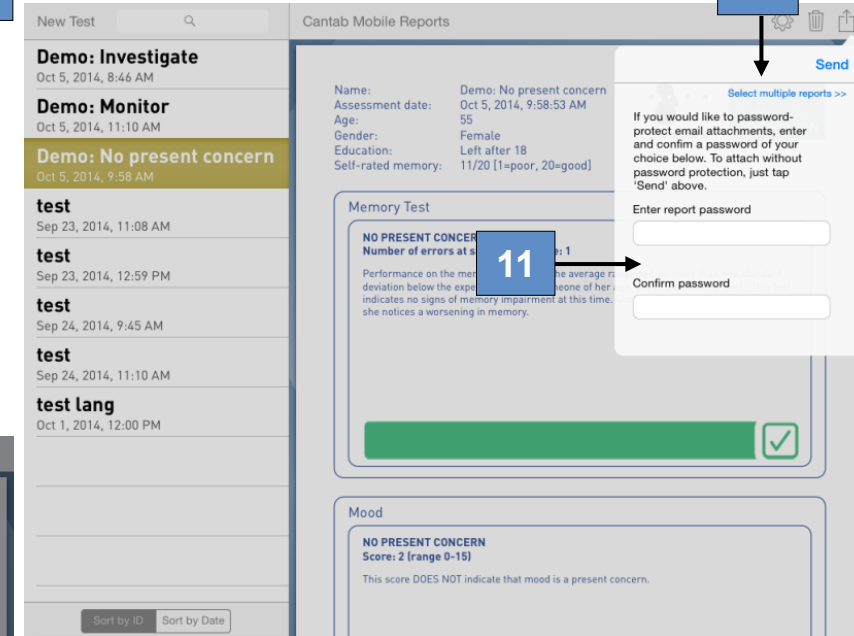 New Test
Cantab Mobile Reports
Demo: Investigate
Oct 5, 2014, 8:46 AM
Demo: Monitor
Oct 5, 2014, 11:10 AM
Demo: No present concern
Oct 5, 2014, 9:58 AM
test
Sep 23, 2014, 11:08 AM
test
Sep 23, 2014, 12:59 PM
test
Sep 24, 2014, 9:45 AM
test
Sep 24, 2014, 11:10 AM
test lang
Oct 1, 2014, 12:00 PM
Sort by ID Sort by Date
Name: Demo: No present concern
Assessment date: Oct 5, 2014, 9:58:53 AM
Age: 55
Gender: Female
Education: Left after 18
Self-rated memory: 11/20 [1=poor, 20=good]
Memory Test
NO PRESENT CONCERN
Number of errors at : 1
Performance on the he average
deviation below the of her
indicates no signs of memory impairment at this time.
she notices a worsening in memory.
11
Mood
NO PRESENT CONCERN
Score: 2 (range 0-15)
This score DOES NOT indicate that mood is a present concern.
Send
Select multiple reports >>
If you would like to password-
protect email attachments, enter
and confirm a password of your
choice below. To attach without
password protection, just tap
'Send' above.
Enter report password
Confirm password